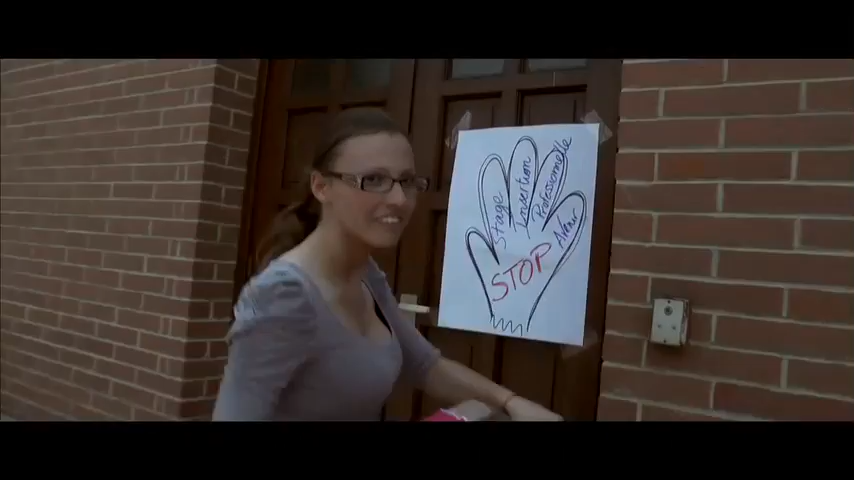 Stage
Insertion
Professionnelle
Avenir
STOP